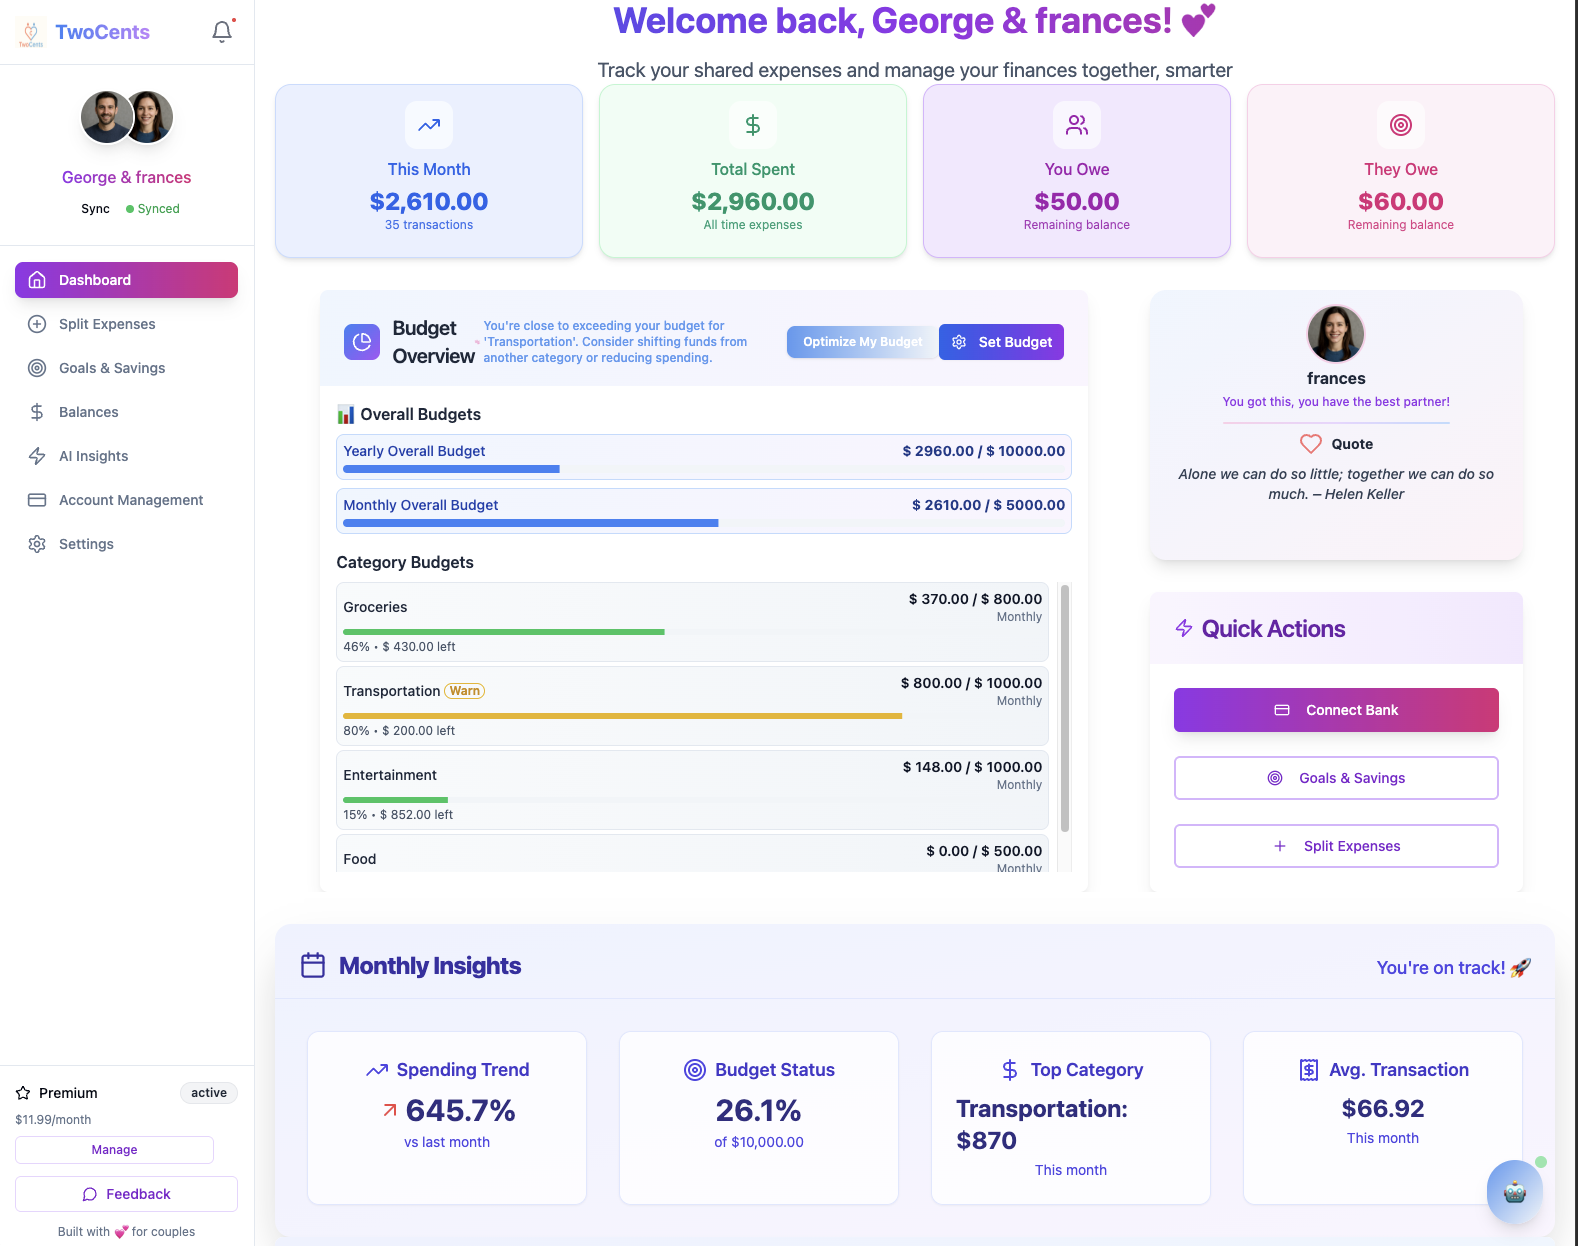 TwoCents
TwoCents
George & frances
Sync
Synced
Dashboard
Split Expenses
Goals & Savings
Balances
AI Insights
Account Management
Settings
Premium
active
$11.99/month
Manage
Feedback
Built with 💕 for couples
Welcome back, George & frances! 💕
Track your shared expenses and manage your finances together, smarter
This Month
$2,610.00
35 transactions
Total Spent
$2,960.00
All time expenses
You Owe
$50.00
Remaining balance
They Owe
$60.00
Remaining balance
Budget
Overview
You're close to exceeding your budget for
'Transportation'. Consider shifting funds from
another category or reducing spending.
Optimize My Budget
Set Budget
📊 Overall Budgets
Yearly Overall Budget
$ 2960.00 / $ 10000.00
Monthly Overall Budget
$ 2610.00 / $ 5000.00
Category Budgets
Groceries
$ 370.00 / $ 800.00
Monthly
46% • $ 430.00 left
Transportation Warn
$ 800.00 / $ 1000.00
Monthly
80% • $ 200.00 left
Entertainment
$ 148.00 / $ 1000.00
Monthly
15% • $ 852.00 left
Food
$ 0.00 / $ 500.00
Monthly
frances
You got this, you have the best partner!
Quote
Alone we can do so little; together we can do so
much. – Helen Keller
Quick Actions
Connect Bank
Goals & Savings
Split Expenses
Monthly Insights
You're on track! 🚀
Spending Trend
645.7%
vs last month
Budget Status
26.1%
of $10,000.00
Top Category
Transportation:
$870
This month
Avg. Transaction
$66.92
This month